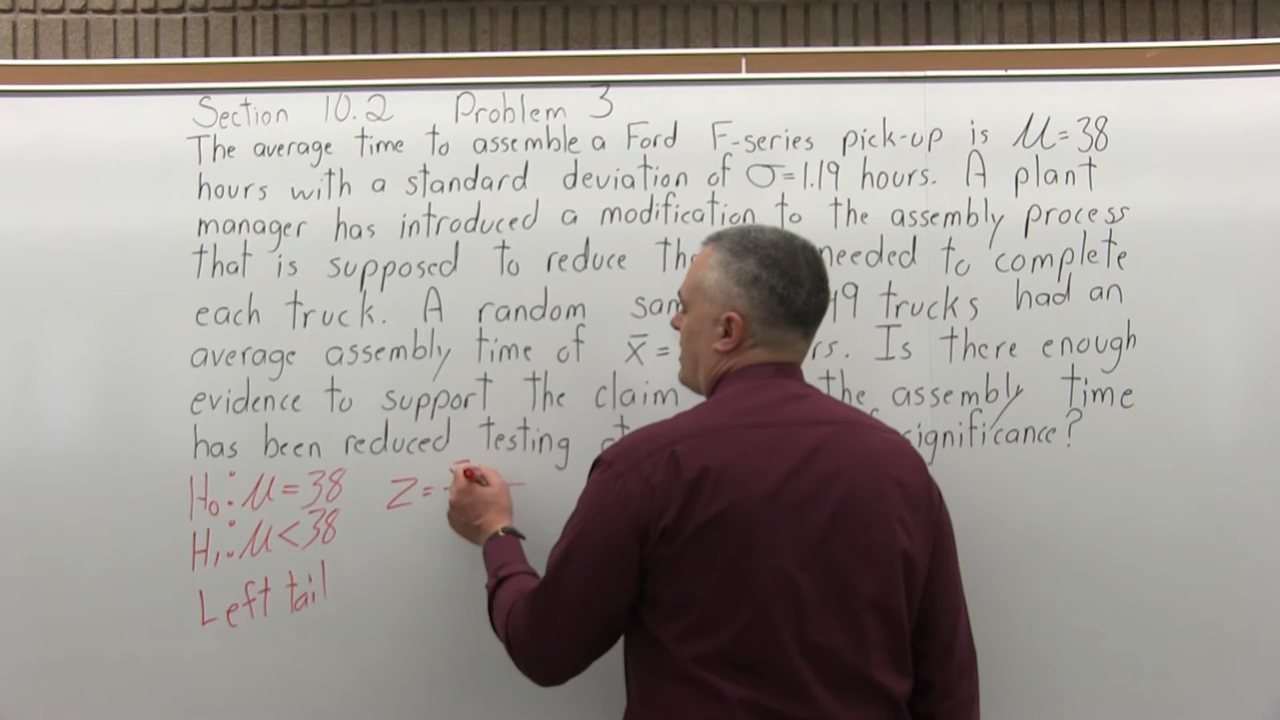 Section 10.2 Problem 3
The average time to assemble a Ford F-series pick-up is μ=38
hours with a standard deviation of σ=1.19 hours. A plant
manager has introduced a modification to the assembly process
that is supposed to reduce needed to complete
each truck. A random trucks had an
average assembly time of x̄= Is there enough
evidence to support the claim the assembly time
has been reduced testing significance?
H₀: μ=38 Z=
H₁: μ<38
Left tail